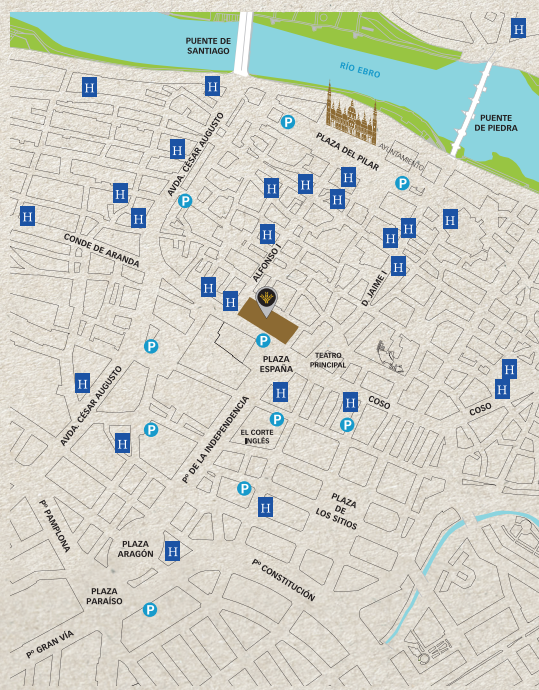 H
PUENTE DE
SANTIAGO
RÍO EBRO
H
H
PUENTE
DE PIEDRA
P
PLAZA DEL PILAR
AYUNTAMIENTO
AVDA. CÉSAR AUGUSTO
H
H
P
H
H
H
H
P
P
H
H
H
H
H
H
CONDE DE ARANDA
ALFONSO I
D. JAIME I
H
H
H
P
P
PLAZA
ESPAÑA
TEATRO
PRINCIPAL
H
H
H
AVDA. CÉSAR AUGUSTO
H
H
COSO
COSO
Pº DE LA INDEPENDENCIA
P
P
P
EL CORTE
INGLÉS
H
P
H
PLAZA
DE
LOS SITIOS
Pº PAMPLONA
PLAZA
ARAGÓN
H
Pº CONSTITUCIÓN
PLAZA
PARAÍSO
P
Pº GRAN VÍA